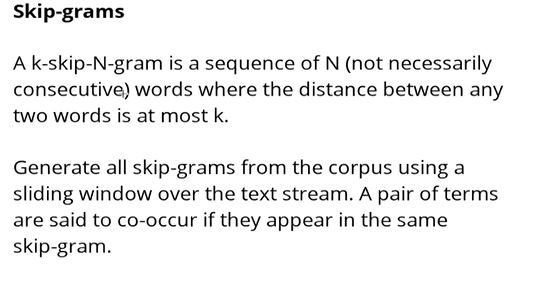 Skip-grams
A k-skip-N-gram is a sequence of N (not necessarily
consecutive) words where the distance between any
two words is at most k.
Generate all skip-grams from the corpus using a
sliding window over the text stream. A pair of terms
are said to co-occur if they appear in the same
skip-gram.